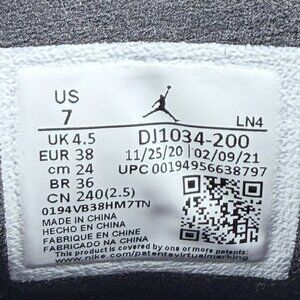 US
7
LN4
UK 4.5 DJ1034-200
EUR 38 11/25/20 02/09/21
cm 24 UPC 00194956638797
BR 36
CN 240(2.5)
0194VB38HM7TN
MADE IN CHINA
HECHO EN CHINA
FABRIQUE EN CHINE
FABRICADO NA CHINA
This product is covered by one or more patents. See
www.nike.com/patentsvirtualmarking